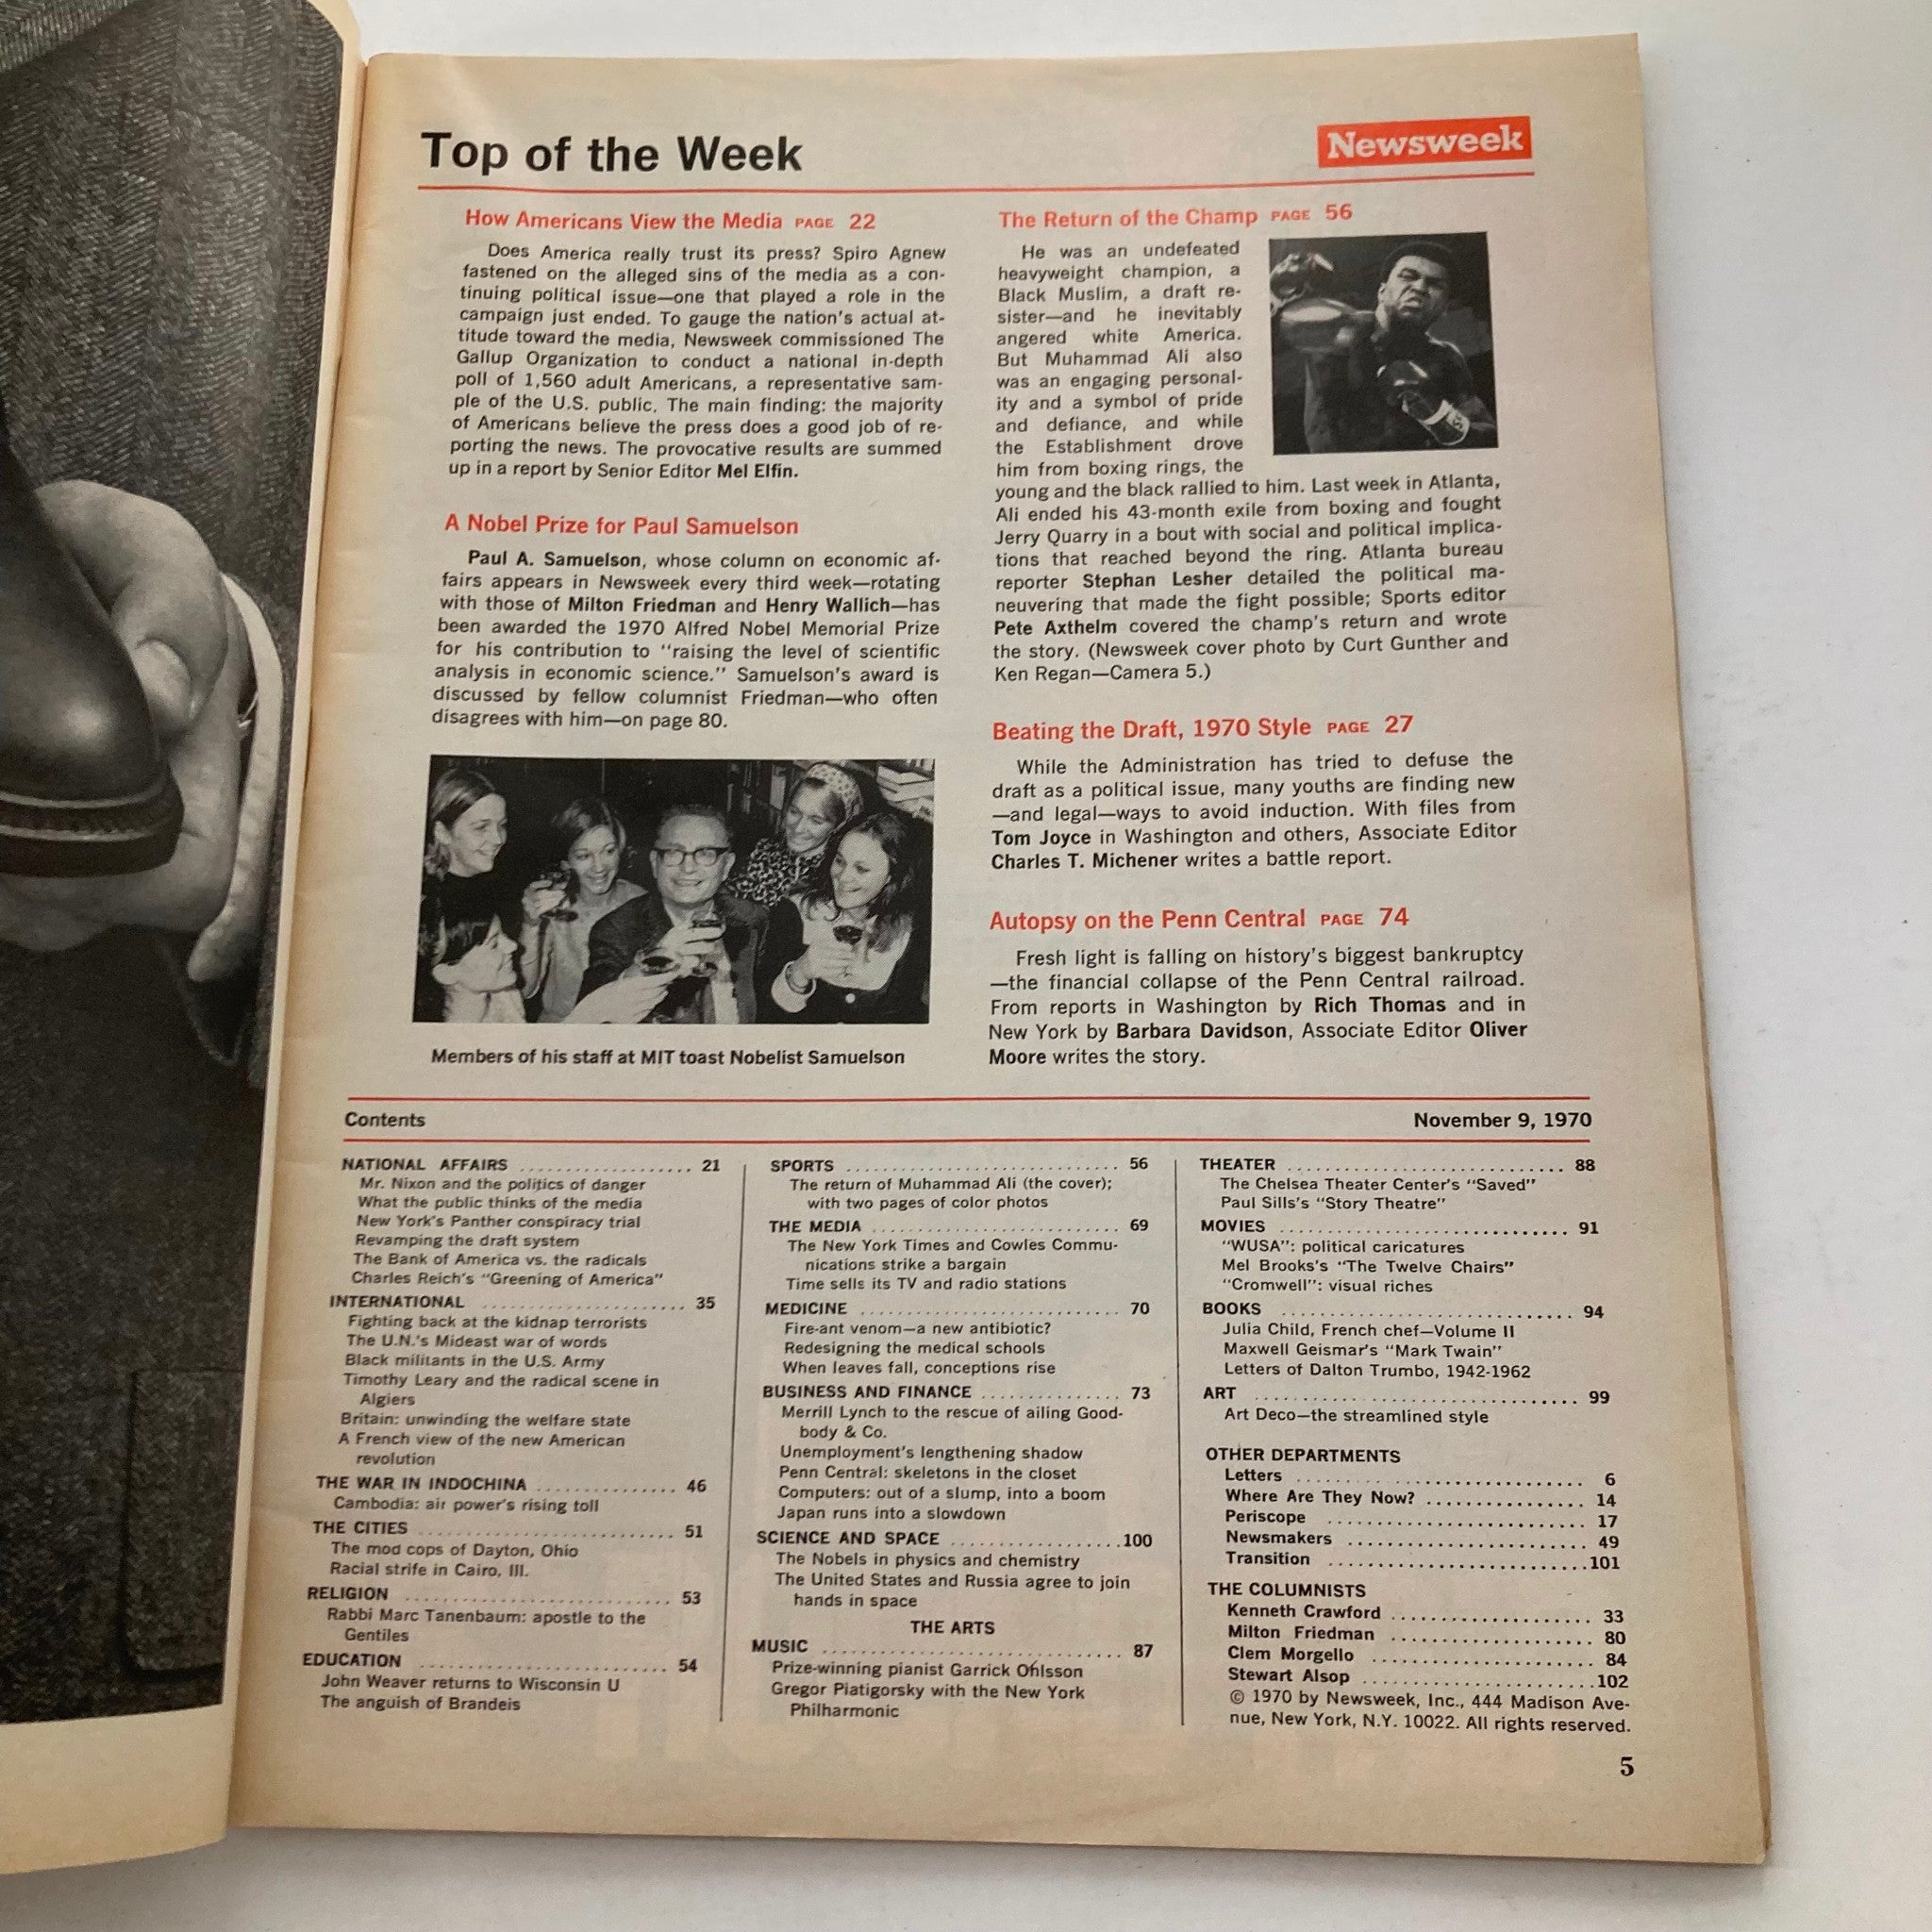 Top of the Week
Newsweek
How Americans View the Media PAGE 22
Does America really trust its press? Spiro Agnew
fastened on the alleged sins of the media as a con-
tinuing political issue—one that played a role in the
campaign just ended. To gauge the nation's actual at-
titude toward the media, Newsweek commissioned The
Gallup Organization to conduct a national in-depth
poll of 1,560 adult Americans, a representative sam-
ple of the U.S. public. The main finding: the majority
of Americans believe the press does a good job of re-
porting the news. The provocative results are summed
up in a report by Senior Editor Mel Elfin.
A Nobel Prize for Paul Samuelson
Paul A. Samuelson, whose column on economic af-
fairs appears in Newsweek every third week—rotating
with those of Milton Friedman and Henry Wallich—has
been awarded the 1970 Alfred Nobel Memorial Prize
for his contribution to "raising the level of scientific
analysis in economic science." Samuelson's award is
discussed by fellow columnist Friedman—who often
disagrees with him—on page 80.
Members of his staff at MIT toast Nobelist Samuelson
The Return of the Champ PAGE 56
He was an undefeated
heavyweight champion, a
Black Muslim, a draft re-
sister—and he inevitably
angered white America.
But Muhammad Ali also
was an engaging personal-
ity and a symbol of pride
and defiance, and while
the Establishment drove
him from boxing rings, the
young and the black rallied to him. Last week in Atlanta,
Ali ended his 43-month exile from boxing and fought
Jerry Quarry in a bout with social and political implica-
tions that reached beyond the ring. Atlanta bureau
reporter Stephan Lesher detailed the political ma-
neuvering that made the fight possible; Sports editor
Pete Axthelm covered the champ's return and wrote
the story. (Newsweek cover photo by Curt Gunther and
Ken Regan—Camera 5.)
Beating the Draft, 1970 Style PAGE 27
While the Administration has tried to defuse the
draft as a political issue, many youths are finding new
—and legal—ways to avoid induction. With files from
Tom Joyce in Washington and others, Associate Editor
Charles T. Michener writes a battle report.
Autopsy on the Penn Central PAGE 74
Fresh light is falling on history's biggest bankruptcy
—the financial collapse of the Penn Central railroad.
From reports in Washington by Rich Thomas and in
New York by Barbara Davidson, Associate Editor Oliver
Moore writes the story.
Contents
November 9, 1970
NATIONAL AFFAIRS .................... 21
Mr. Nixon and the politics of danger
What the public thinks of the media
New York's Panther conspiracy trial
Revamping the draft system
The Bank of America vs. the radicals
Charles Reich's "Greening of America"
INTERNATIONAL ........................ 35
Fighting back at the kidnap terrorists
The U.N.'s Mideast war of words
Black militants in the U.S. Army
Timothy Leary and the radical scene in
Algiers
Britain: unwinding the welfare state
A French view of the new American
revolution
THE WAR IN INDOCHINA ................ 46
Cambodia: air power's rising toll
THE CITIES ............................ 51
The mod cops of Dayton, Ohio
Racial strife in Cairo, Ill.
RELIGION .............................. 53
Rabbi Marc Tanenbaum: apostle to the
Gentiles
EDUCATION ............................ 54
John Weaver returns to Wisconsin U
The anguish of Brandeis
SPORTS ............................... 56
The return of Muhammad Ali (the cover);
with two pages of color photos
THE MEDIA ............................ 69
The New York Times and Cowles Commu-
nications strike a bargain
Time sells its TV and radio stations
MEDICINE ............................. 70
Fire-ant venom—a new antibiotic?
Redesigning the medical schools
When leaves fall, conceptions rise
BUSINESS AND FINANCE ................ 73
Merrill Lynch to the rescue of ailing Good-
body & Co.
Unemployment's lengthening shadow
Penn Central: skeletons in the closet
Computers: out of a slump, into a boom
Japan runs into a slowdown
SCIENCE AND SPACE ...................100
The Nobels in physics and chemistry
The United States and Russia agree to join
hands in space
THE ARTS
MUSIC ................................. 87
Prize-winning pianist Garrick Ohlsson
Gregor Piatigorsky with the New York
Philharmonic
THEATER ............................... 88
The Chelsea Theater Center's "Saved"
Paul Sills's "Story Theatre"
MOVIES ................................ 91
"WUSA": political caricatures
Mel Brooks's "The Twelve Chairs"
"Cromwell": visual riches
BOOKS ................................. 94
Julia Child, French chef—Volume II
Maxwell Geismar's "Mark Twain"
Letters of Dalton Trumbo, 1942-1962
ART .................................... 99
Art Deco—the streamlined style
OTHER DEPARTMENTS
Letters ................................ 6
Where Are They Now? .................. 14
Periscope ............................. 17
Newsmakers ........................... 49
Transition .............................101
THE COLUMNISTS
Kenneth Crawford ...................... 33
Milton Friedman ....................... 80
Clem Morgello ......................... 84
Stewart Alsop ..........................102
© 1970 by Newsweek, Inc., 444 Madison Ave-
nue, New York, N.Y. 10022. All rights reserved.
5